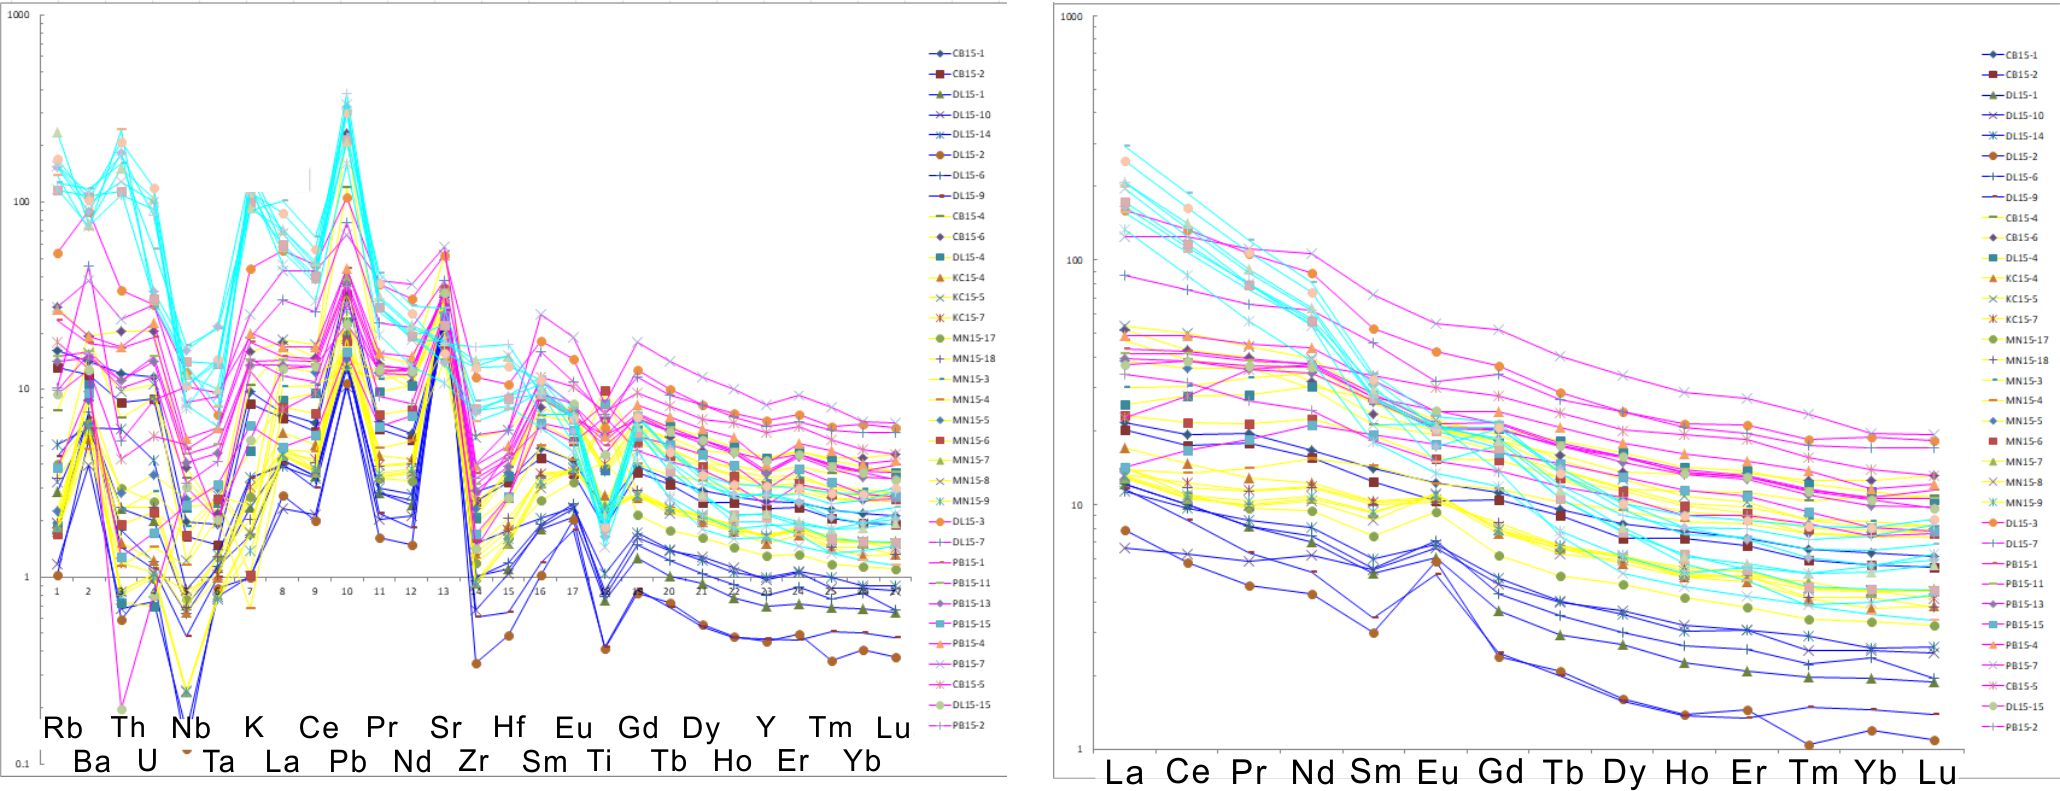 1000
100
10
1
0.1
1 2 3 4 5 6 7 8 9 10 11 12 13 14 15 16 17 18 19 20 21 22 23 24 25 26 27
Rb Th Nb K Ce Pr Sr Hf Eu Gd Dy Y Tm Lu
Ba U Ta La Pb Nd Zr Sm Ti Tb Ho Er Yb
CB15-1
CB15-2
DL15-1
DL15-10
DL15-14
DL15-2
DL15-6
DL15-9
CB15-4
CB15-6
DL15-4
KC15-4
KC15-5
KC15-7
MN15-17
MN15-18
MN15-3
MN15-4
MN15-5
MN15-6
MN15-7
MN15-8
MN15-9
DL15-3
DL15-7
PB15-1
PB15-11
PB15-13
PB15-15
PB15-4
PB15-7
CB15-5
DL15-15
PB15-2
1000
100
10
1
La Ce Pr Nd Sm Eu Gd Tb Dy Ho Er Tm Yb Lu
CB15-1
CB15-2
DL15-1
DL15-10
DL15-14
DL15-2
DL15-6
DL15-9
CB15-4
CB15-6
DL15-4
KC15-4
KC15-5
KC15-7
MN15-17
MN15-18
MN15-3
MN15-4
MN15-5
MN15-6
MN15-7
MN15-8
MN15-9
DL15-3
DL15-7
PB15-1
PB15-11
PB15-13
PB15-15
PB15-4
PB15-7
CB15-5
DL15-15
PB15-2